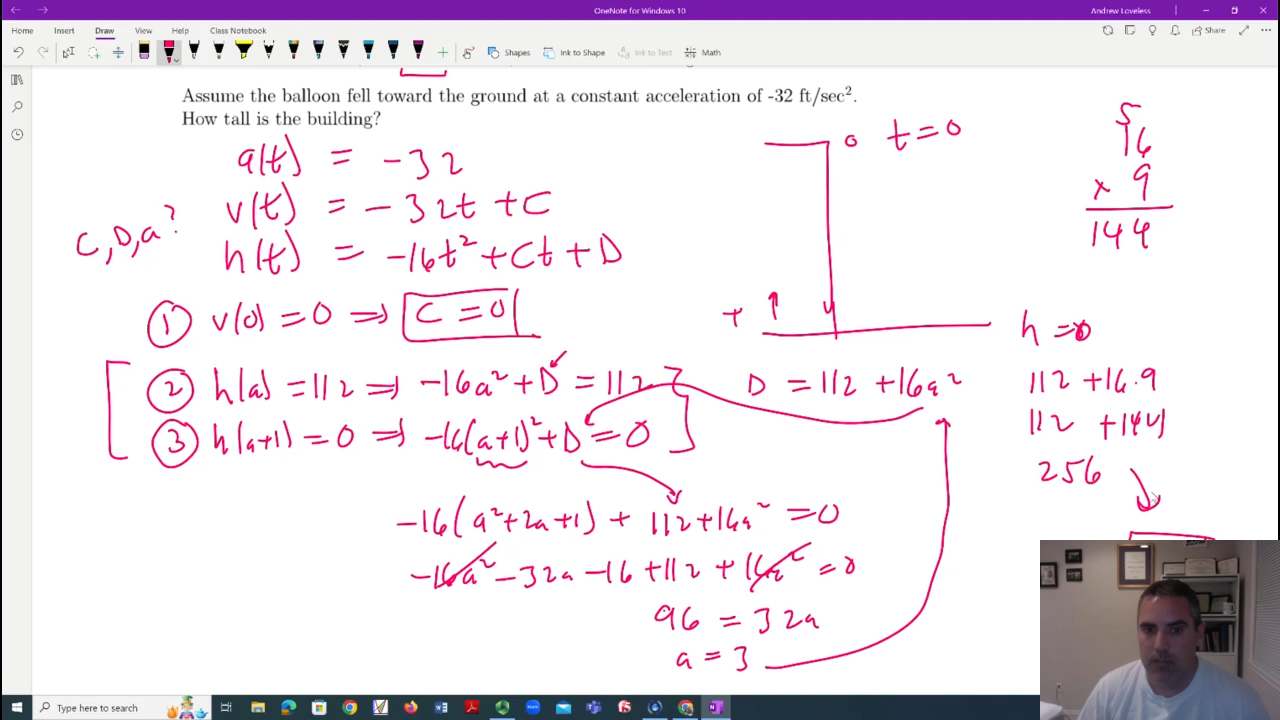 OneNote for Windows 10
Andrew Loveless
Home Insert Draw View Help Class Notebook
Share
Shapes Ink to Shape Ink to Text Math
Assume the balloon fell toward the ground at a constant acceleration of -32 ft/sec².
How tall is the building?
a(t) = -32
v(t) = -32t + C
C, D, a?
h(t) = -16t² + Ct + D
① v(0) = 0 ⇒ C = 0
② h(a) = 112 ⇒ -16a² + D = 112
③ h(a+1) = 0 ⇒ -16(a+1)² + D = 0
-16(a²+2a+1) + 112 + 16a² = 0
-16a² - 32a - 16 + 112 + 16a² = 0
96 = 32a
a = 3
t = 0
+
D = 112 + 16a²
5
16
× 9
144
h = 0
112 + 16·9
112 + 144
256
Type here to search